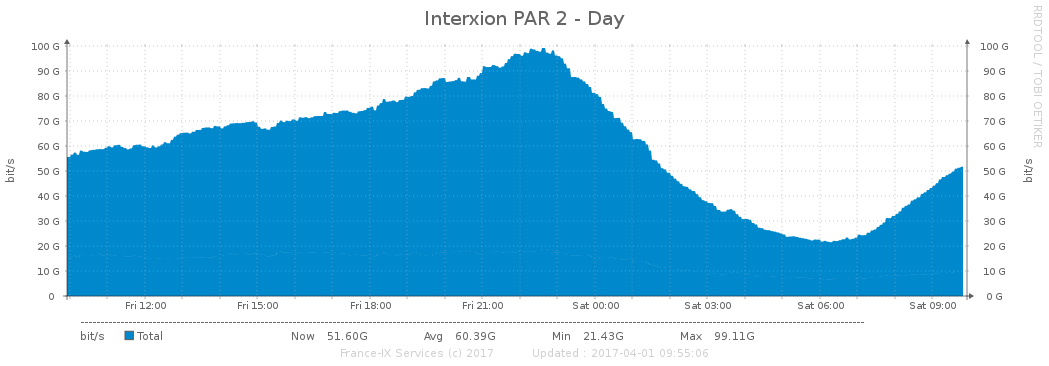 Interxion PAR 2 - Day
RRDTOOL / TOBI OETIKER
bit/s
100 G 100 G
90 G 90 G
80 G 80 G
70 G 70 G
60 G 60 G
50 G 50 G
40 G 40 G
30 G 30 G
20 G 20 G
10 G 10 G
0 0 G
bit/s
Fri 12:00 Fri 15:00 Fri 18:00 Fri 21:00 Sat 00:00 Sat 03:00 Sat 06:00 Sat 09:00
bit/s Total Now 51.60G Avg 60.39G Min 21.43G Max 99.11G
France-IX Services (c) 2017 Updated : 2017-04-01 09:55:06